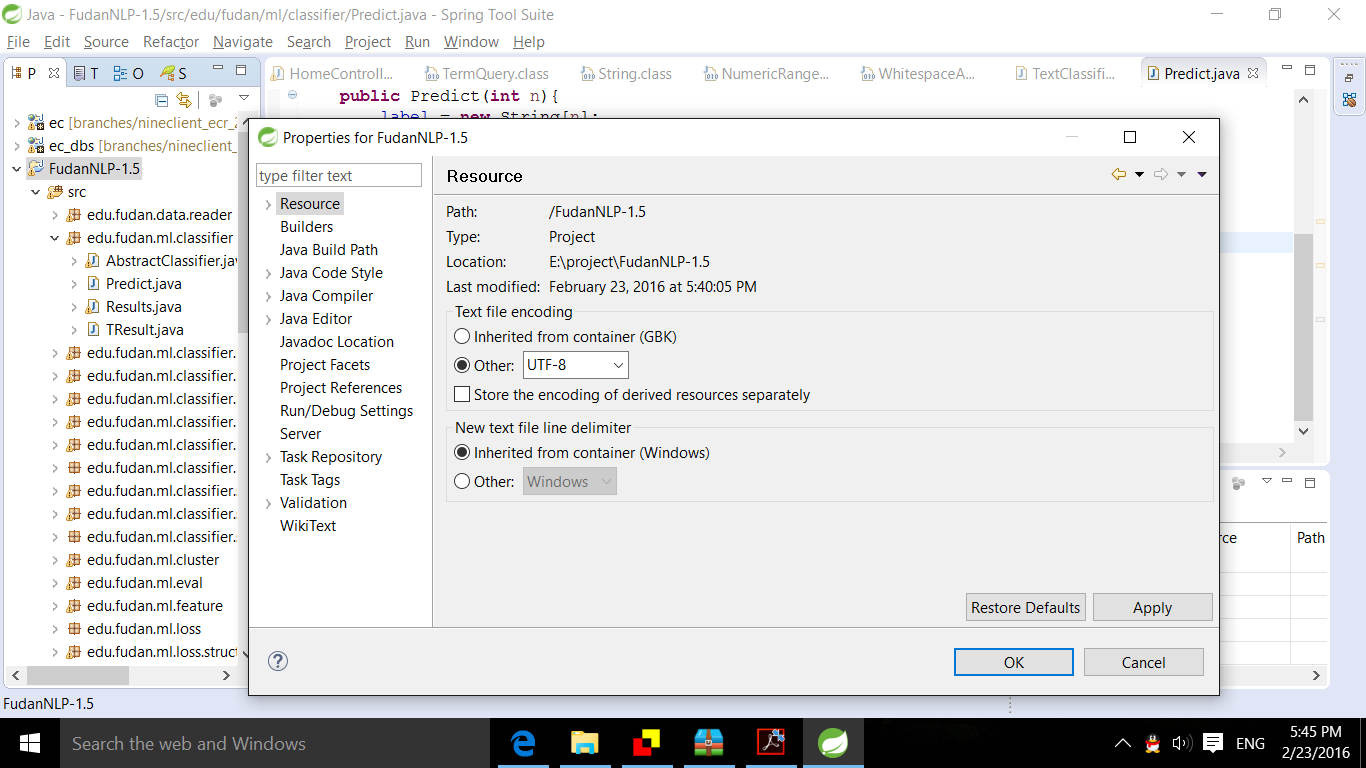 Java - FudanNLP-1.5/src/edu/fudan/ml/classifier/Predict.java - Spring Tool Suite
File Edit Source Refactor Navigate Search Project Run Window Help
P T O S
HomeControll... TermQuery.class String.class NumericRange... WhitespaceA... TextClassifi... Predict.java
public Predict(int n){
label = new String[n];
ec [branches/nineclient_ecr_2
ec_dbs [branches/nineclient_
FudanNLP-1.5
src
edu.fudan.data.reader
edu.fudan.ml.classifier
AbstractClassifier.jav
Predict.java
Results.java
TResult.java
edu.fudan.ml.classifier.
edu.fudan.ml.classifier.
edu.fudan.ml.classifier.
edu.fudan.ml.classifier.
edu.fudan.ml.classifier.
edu.fudan.ml.classifier.
edu.fudan.ml.classifier.
edu.fudan.ml.classifier.
edu.fudan.ml.classifier.
edu.fudan.ml.cluster
edu.fudan.ml.eval
edu.fudan.ml.feature
edu.fudan.ml.loss
edu.fudan.ml.loss.struct
Properties for FudanNLP-1.5
type filter text
Resource
Builders
Java Build Path
Java Code Style
Java Compiler
Java Editor
Javadoc Location
Project Facets
Project References
Run/Debug Settings
Server
Task Repository
Task Tags
Validation
WikiText
Resource
Path: /FudanNLP-1.5
Type: Project
Location: E:\project\FudanNLP-1.5
Last modified: February 23, 2016 at 5:40:05 PM
Text file encoding
Inherited from container (GBK)
Other: UTF-8
Store the encoding of derived resources separately
New text file line delimiter
Inherited from container (Windows)
Other: Windows
Restore Defaults Apply
OK Cancel
rce Path
FudanNLP-1.5
Search the web and Windows
ENG
5:45 PM
2/23/2016